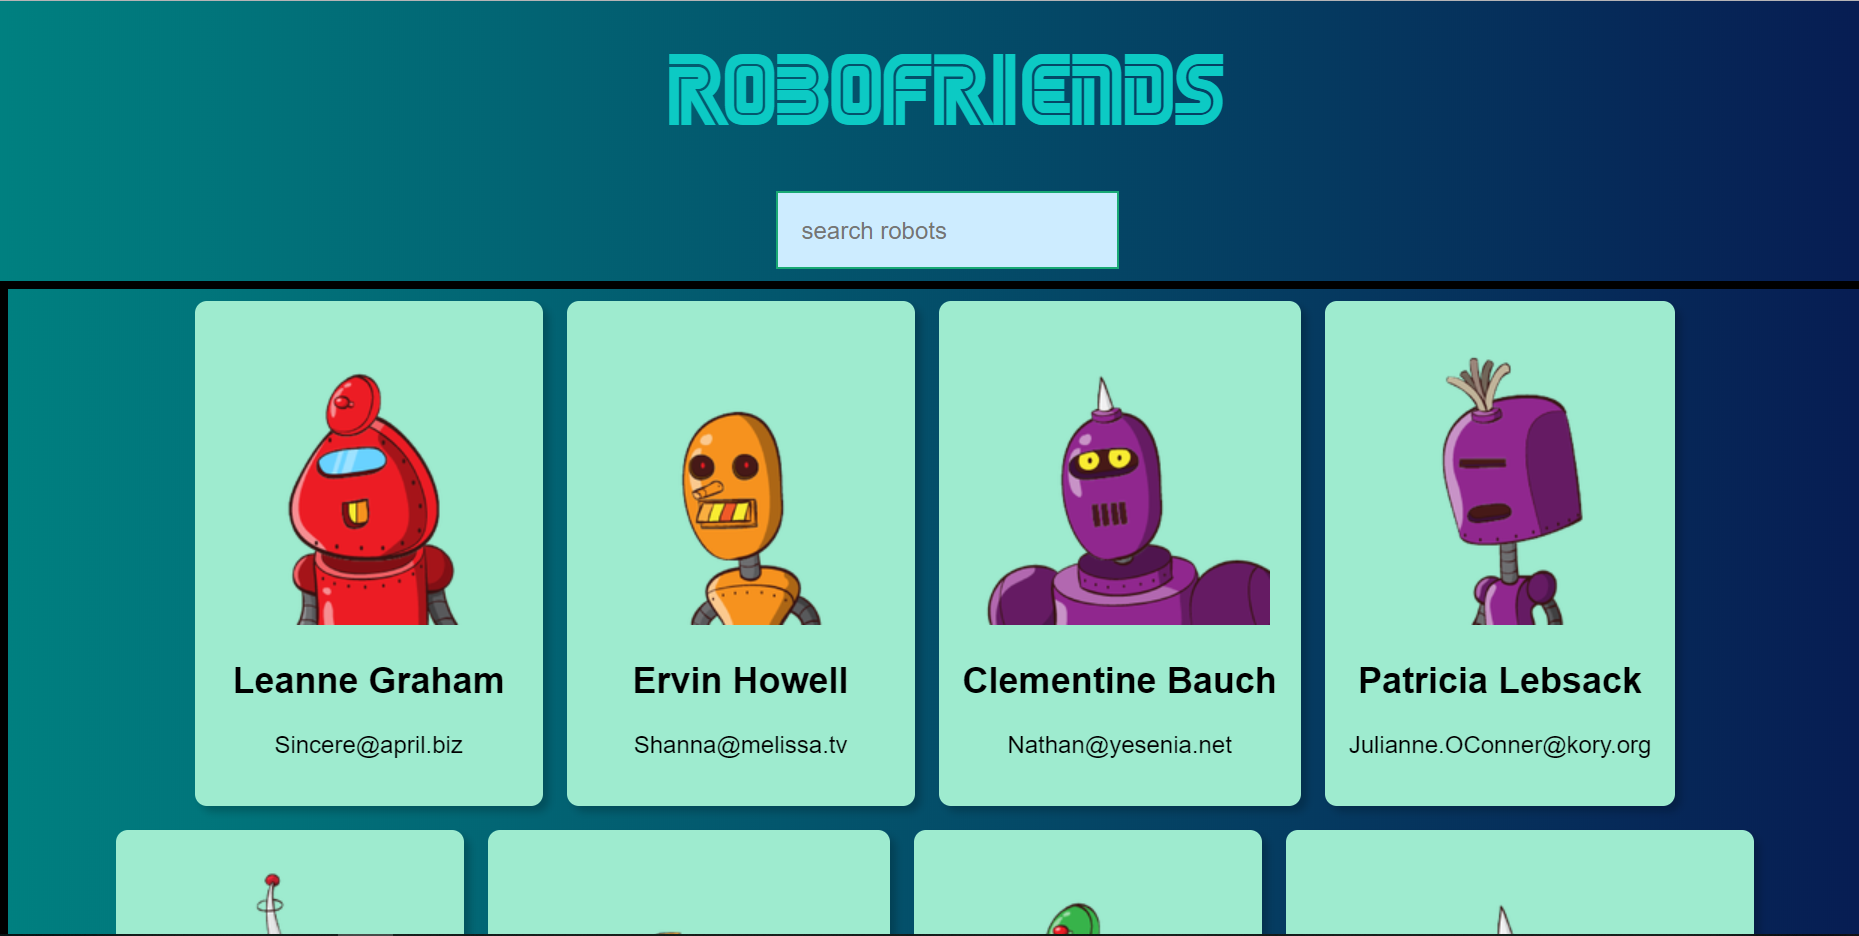 ROBOFRIENDS
search robots
Leanne Graham
Ervin Howell
Clementine Bauch
Patricia Lebsack
Sincere@april.biz
Shanna@melissa.tv
Nathan@yesenia.net
Julianne.OConner@kory.org